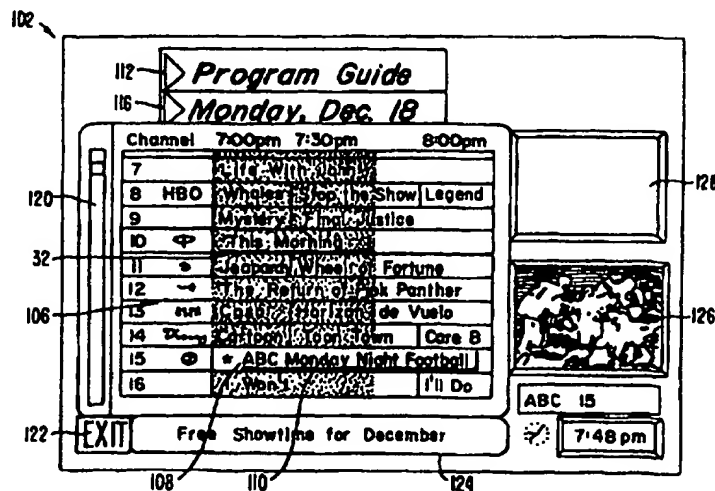 102
112
Program Guide
116
Monday, Dec. 18
Channel 7:00pm 7:30pm 8:00pm
7 Life With
120
128
8 HBO Whales Stop the Show Legend
9 Mystery Final Justice
10 This Morning
32
11 Jeopardy Wheel of Fortune
12 The Return of Pink Panther
106
126
13 de Vuelo
14 Cartoon Toon Town Care B
15 * ABC Monday Night Football
16 I Won't I'll Do
ABC 15
122
EXIT Free Showtime for December
7:48 pm
108 110 124